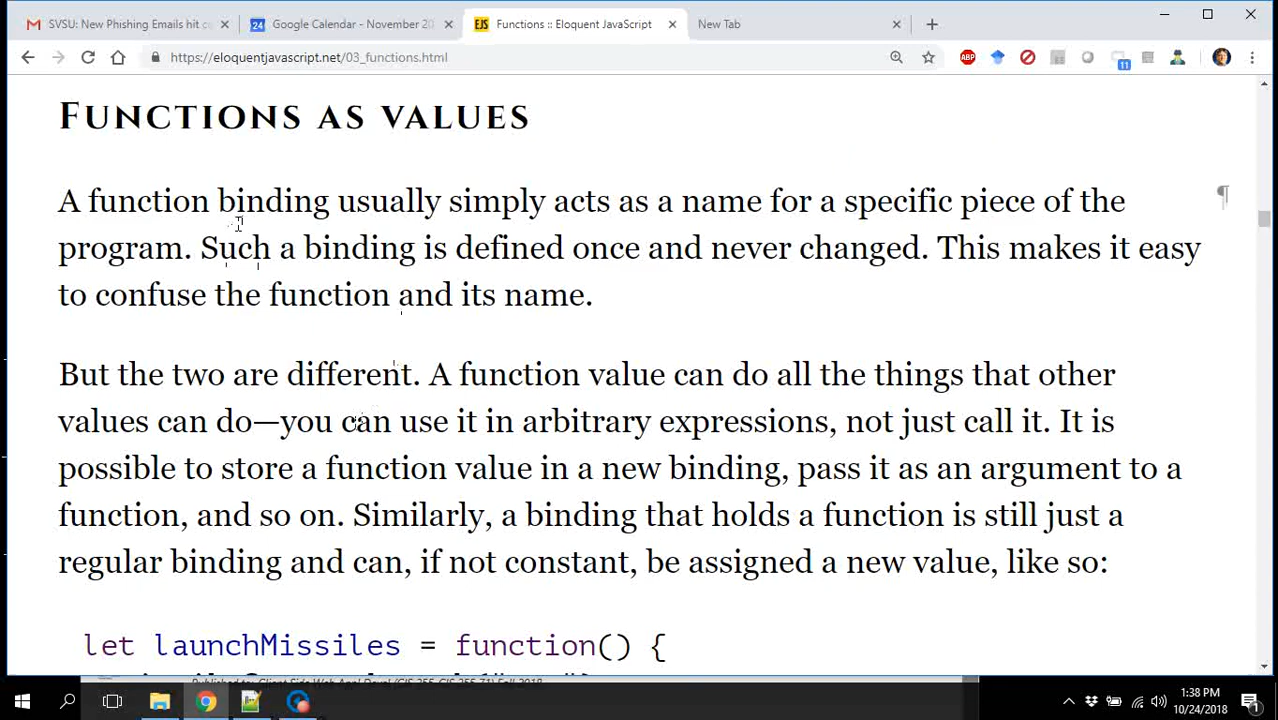 SVSU: New Phishing Emails hit
Google Calendar - November 20
Functions :: Eloquent JavaScript
New Tab
https://eloquentjavascript.net/03_functions.html
ABP
11
FUNCTIONS AS VALUES
A function binding usually simply acts as a name for a specific piece of the
program. Such a binding is defined once and never changed. This makes it easy
to confuse the function and its name.
¶
But the two are different. A function value can do all the things that other
values can do—you can use it in arbitrary expressions, not just call it. It is
possible to store a function value in a new binding, pass it as an argument to a
function, and so on. Similarly, a binding that holds a function is still just a
regular binding and can, if not constant, be assigned a new value, like so:
let launchMissiles = function() {
1:38 PM
10/24/2018